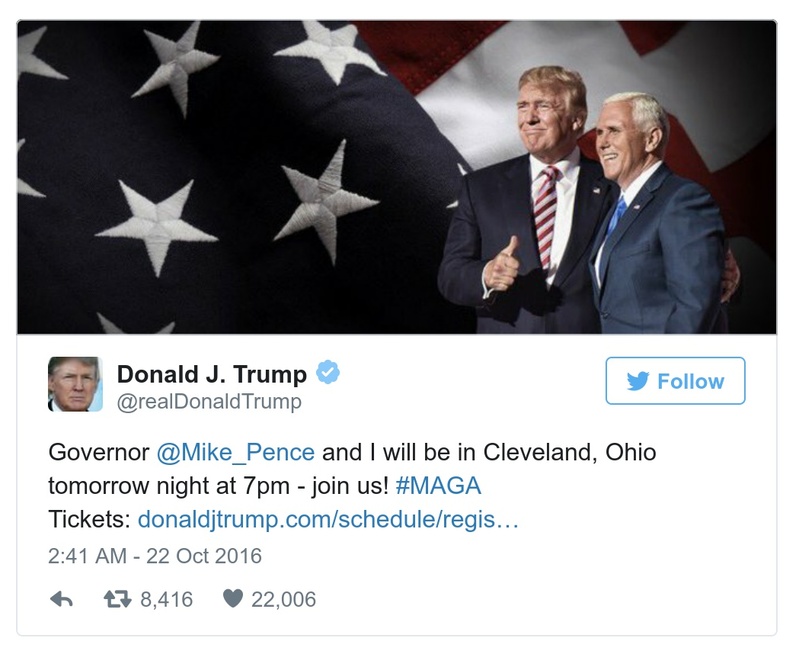 Donald J. Trump
@realDonaldTrump
Follow
Governor @Mike_Pence and I will be in Cleveland, Ohio
tomorrow night at 7pm - join us! #MAGA
Tickets: donaldjtrump.com/schedule/regis…
2:41 AM - 22 Oct 2016
8,416 22,006